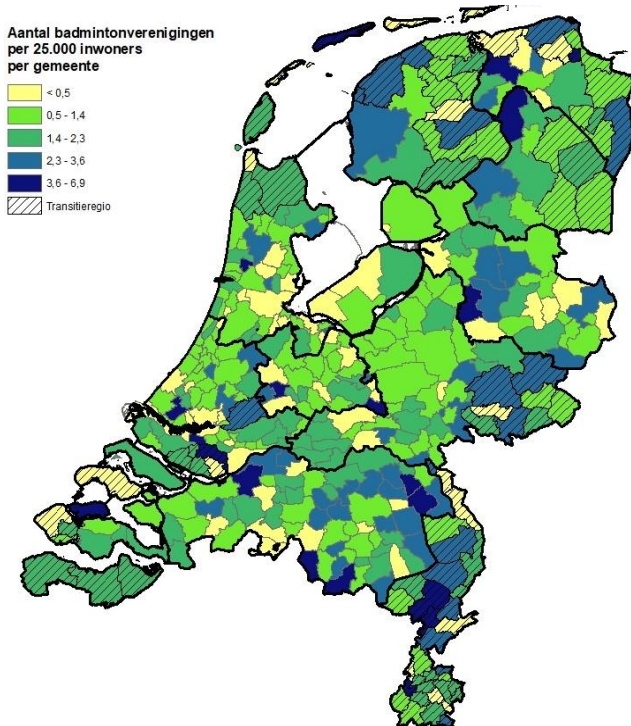 Aantal badmintonverenigingen
per 25.000 inwoners
per gemeente
< 0,5
0,5 - 1,4
1,4 - 2,3
2,3 - 3,6
3,6 - 6,9
Transitieregio